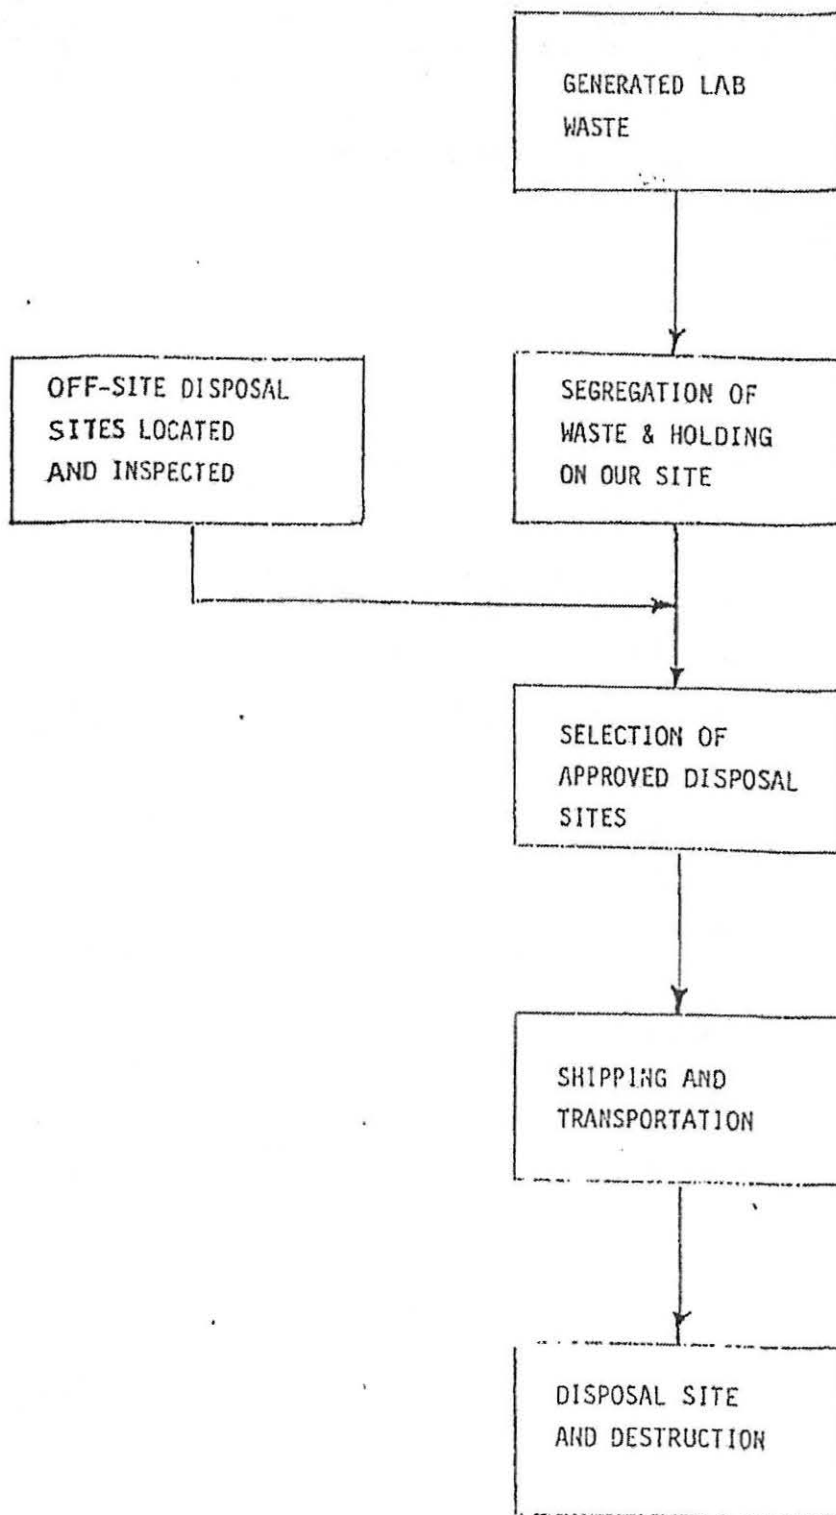 GENERATED LAB
WASTE
OFF-SITE DISPOSAL
SITES LOCATED
AND INSPECTED
SEGREGATION OF
WASTE & HOLDING
ON OUR SITE
SELECTION OF
APPROVED DISPOSAL
SITES
SHIPPING AND
TRANSPORTATION
DISPOSAL SITE
AND DESTRUCTION